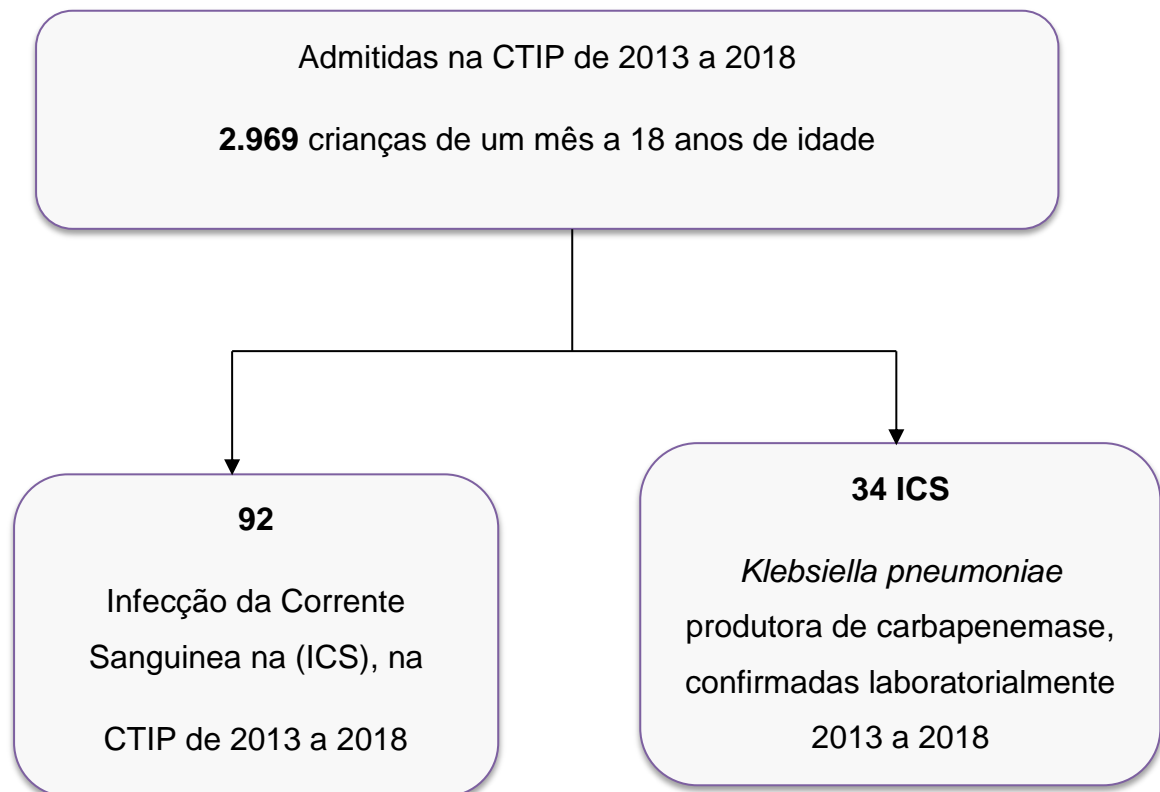 Admitidas na CTIP de 2013 a 2018
2.969 crianças de um mês a 18 anos de idade
92
Infecção da Corrente
Sanguinea na (ICS), na
CTIP de 2013 a 2018
34 ICS
Klebsiella pneumoniae
produtora de carbapenemase,
confirmadas laboratorialmente
2013 a 2018